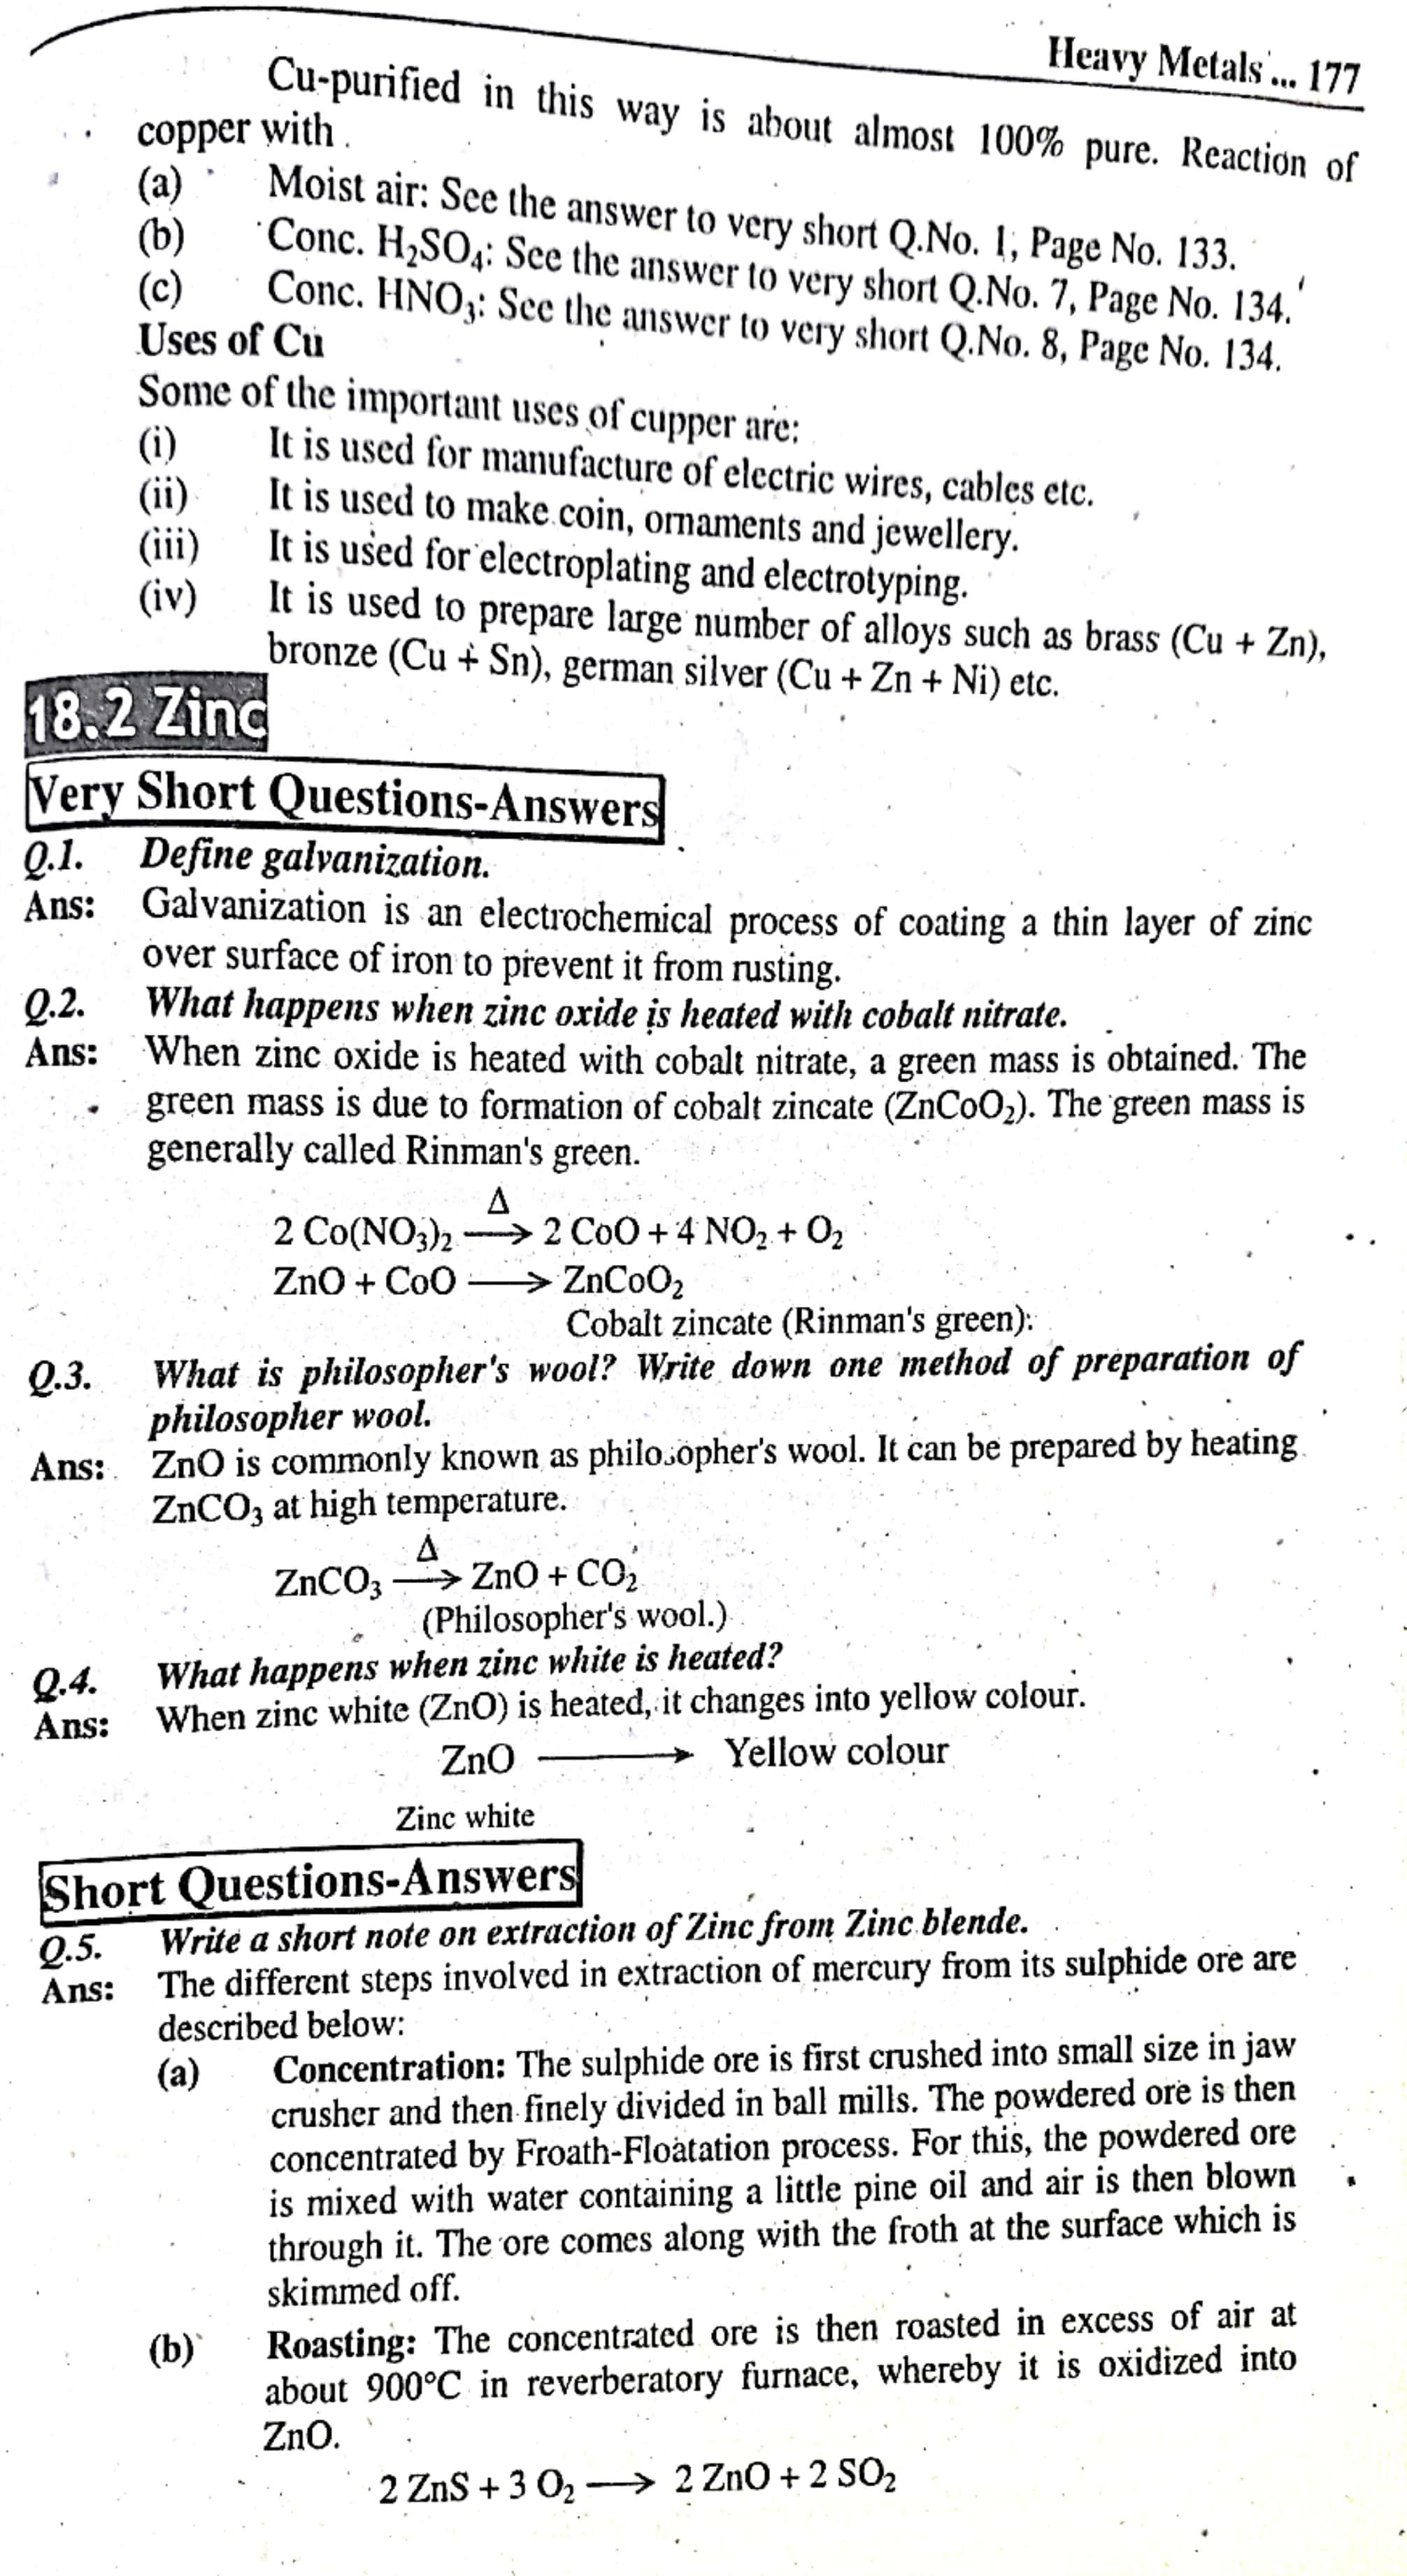 Heavy Metals ... 177
Cu-purified in this way is about almost 100% pure. Reaction of
copper with
(a) Moist air: See the answer to very short Q.No. 1, Page No. 133.
(b) Conc. H₂SO₄: See the answer to very short Q.No. 7, Page No. 134.
(c) Conc. HNO₃: See the answer to very short Q.No. 8, Page No. 134.
Uses of Cu
Some of the important uses of cupper are:
(i) It is used for manufacture of electric wires, cables etc.
(ii) It is used to make coin, ornaments and jewellery.
(iii) It is used for electroplating and electrotyping.
(iv) It is used to prepare large number of alloys such as brass (Cu + Zn),
bronze (Cu + Sn), german silver (Cu + Zn + Ni) etc.
18.2 Zinc
Very Short Questions-Answers
Q.1. Define galvanization.
Ans: Galvanization is an electrochemical process of coating a thin layer of zinc
over surface of iron to prevent it from rusting.
Q.2. What happens when zinc oxide is heated with cobalt nitrate.
Ans: When zinc oxide is heated with cobalt nitrate, a green mass is obtained. The
green mass is due to formation of cobalt zincate (ZnCoO₂). The green mass is
generally called Rinman's green.
Δ
2 Co(NO₃)₂ ⟶ 2 CoO + 4 NO₂ + O₂
ZnO + CoO ⟶ ZnCoO₂
Cobalt zincate (Rinman's green).
Q.3. What is philosopher's wool? Write down one method of preparation of
philosopher wool.
Ans: ZnO is commonly known as philosopher's wool. It can be prepared by heating
ZnCO₃ at high temperature.
Δ
ZnCO₃ ⟶ ZnO + CO₂
(Philosopher's wool.)
Q.4. What happens when zinc white is heated?
Ans: When zinc white (ZnO) is heated, it changes into yellow colour.
ZnO ⟶ Yellow colour
Zinc white
Short Questions-Answers
Q.5. Write a short note on extraction of Zinc from Zinc blende.
Ans: The different steps involved in extraction of mercury from its sulphide ore are
described below:
(a) Concentration: The sulphide ore is first crushed into small size in jaw
crusher and then finely divided in ball mills. The powdered ore is then
concentrated by Froath-Floatation process. For this, the powdered ore
is mixed with water containing a little pine oil and air is then blown
through it. The ore comes along with the froth at the surface which is
skimmed off.
(b) Roasting: The concentrated ore is then roasted in excess of air at
about 900°C in reverberatory furnace, whereby it is oxidized into
ZnO.
2 ZnS + 3 O₂ ⟶ 2 ZnO + 2 SO₂